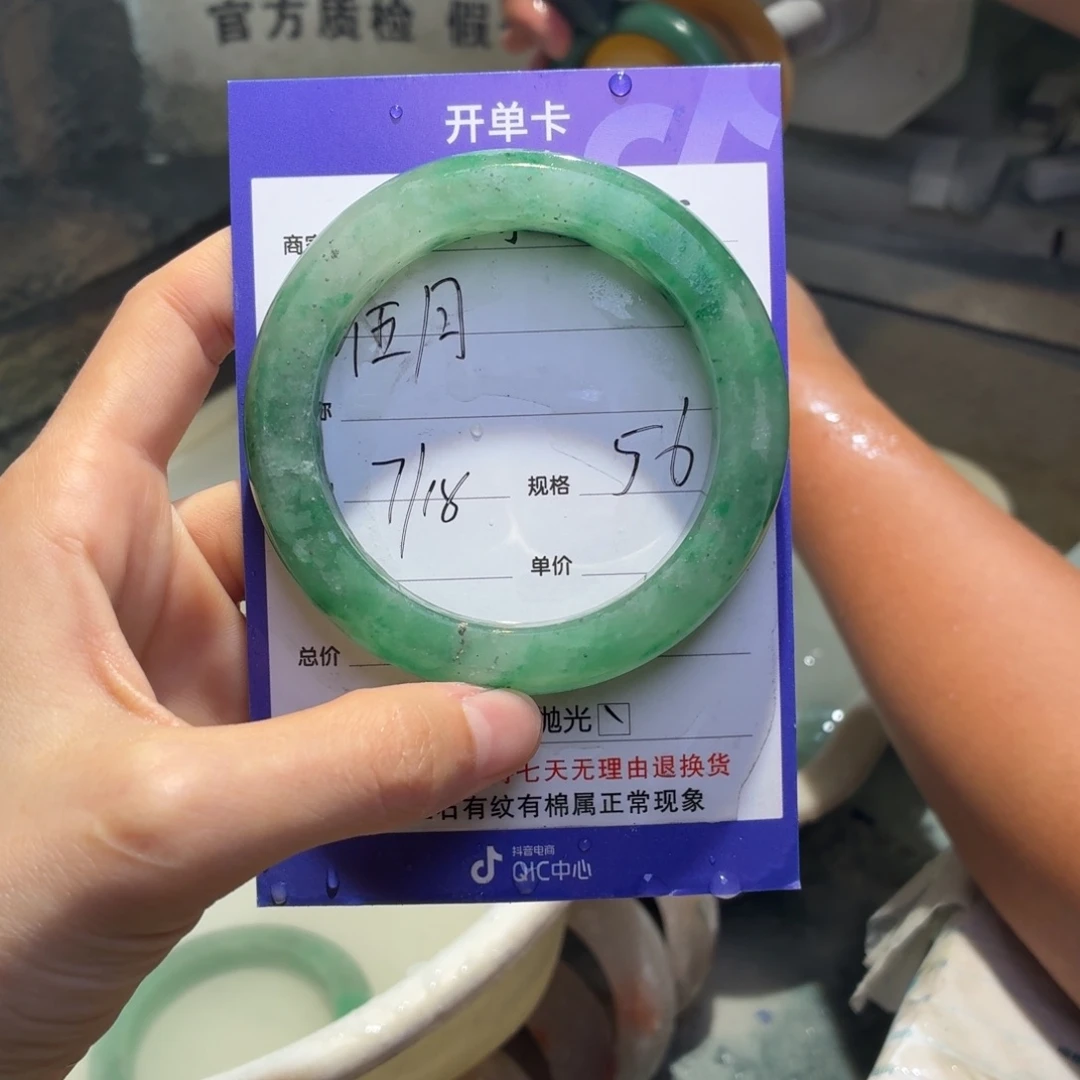 官方质检 假
开单卡
商家
伍月
称
7/18 规格 56
单价
总价
抛光
七天无理由退换货
石有纹有棉属正常现象
抖音电商
QIC中心